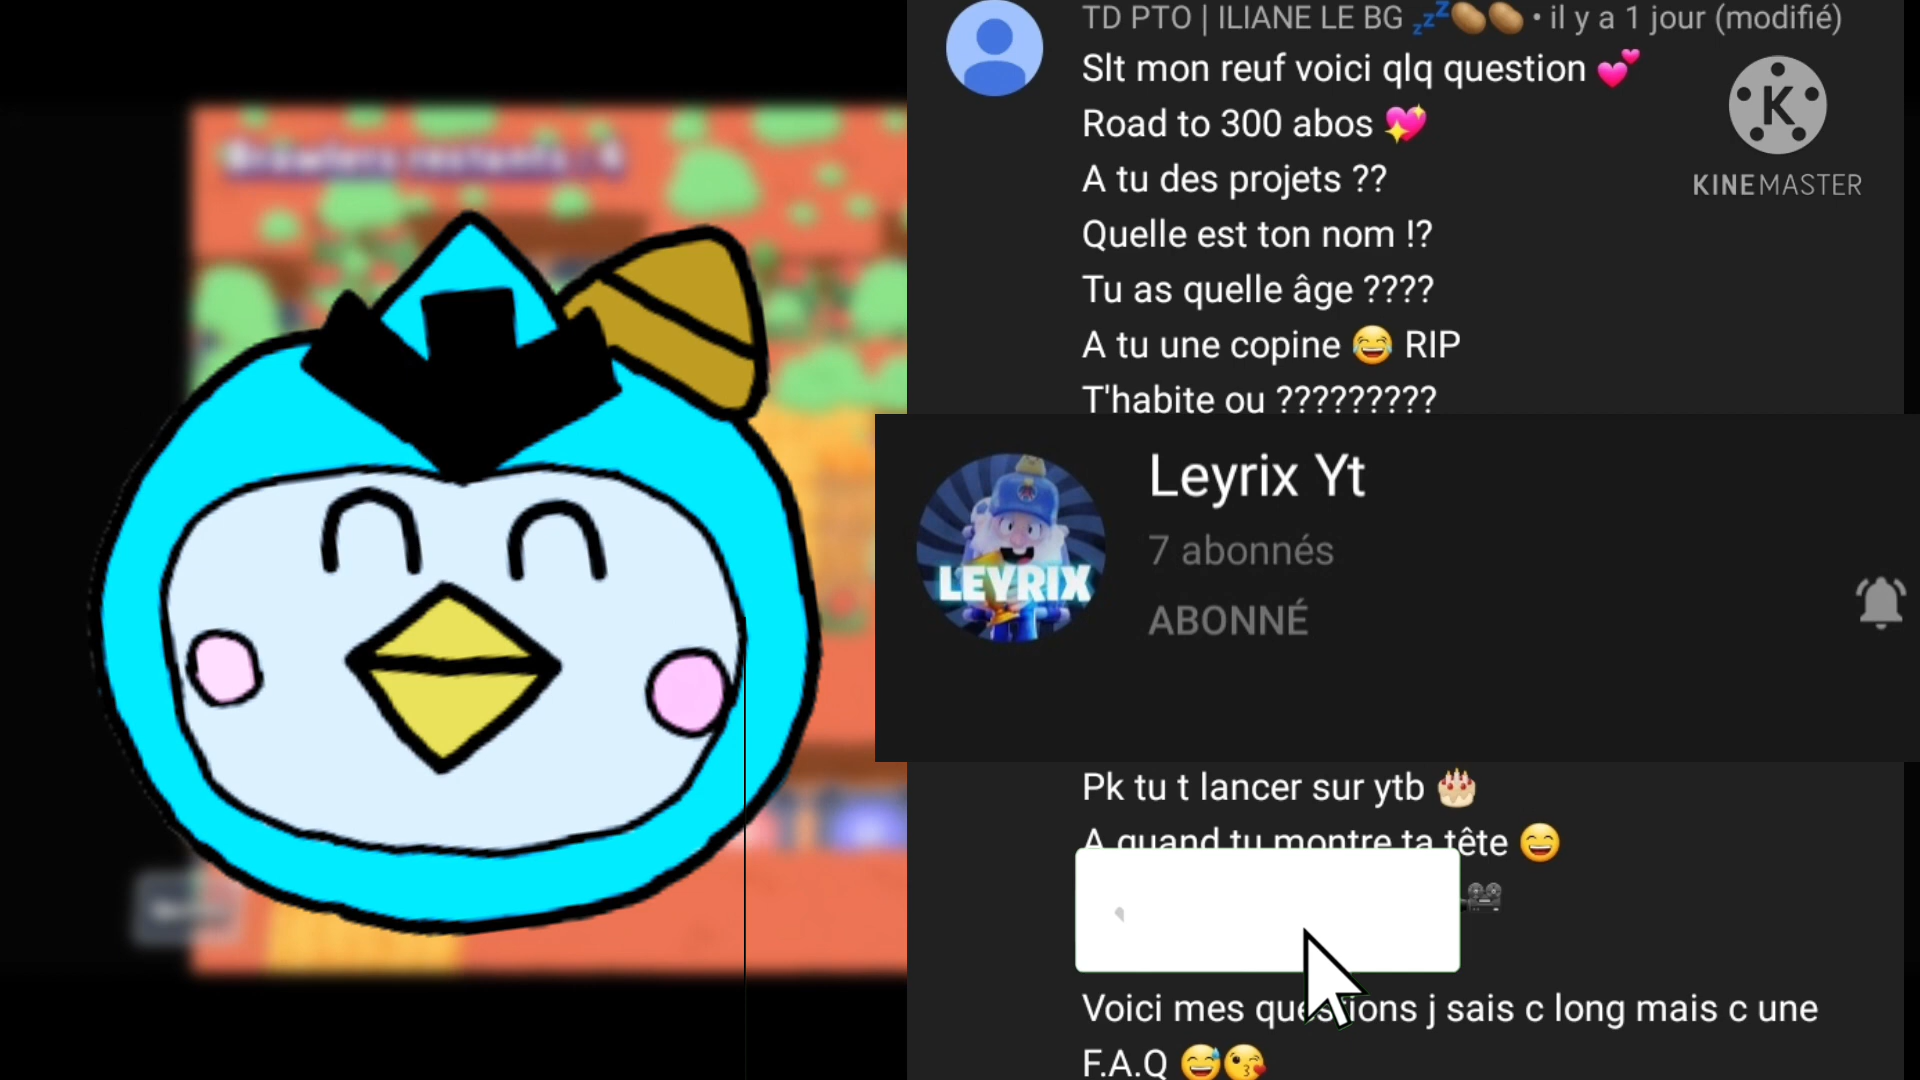 TD PTO | ILIANE LE BG 💤🥔🥔 • il y a 1 jour (modifié)
Slt mon reuf voici qlq question 💕
Road to 300 abos 💖
A tu des projets ??
Quelle est ton nom !?
Tu as quelle âge ????
A tu une copine 😂 RIP
T'habite ou ?????????
KINEMASTER
Brawlers restants : 4
Leyrix Yt
7 abonnés
ABONNÉ
LEYRIX
Pk tu t lancer sur ytb 🎂
A quand tu montre ta tête 😄
🎥
Voici mes questions j sais c long mais c une
F.A.Q 😅😘